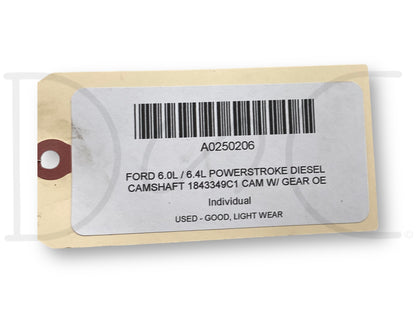 A0250206
FORD 6.0L / 6.4L POWERSTROKE DIESEL
CAMSHAFT 1843349C1 CAM W/ GEAR OE
Individual
USED - GOOD, LIGHT WEAR